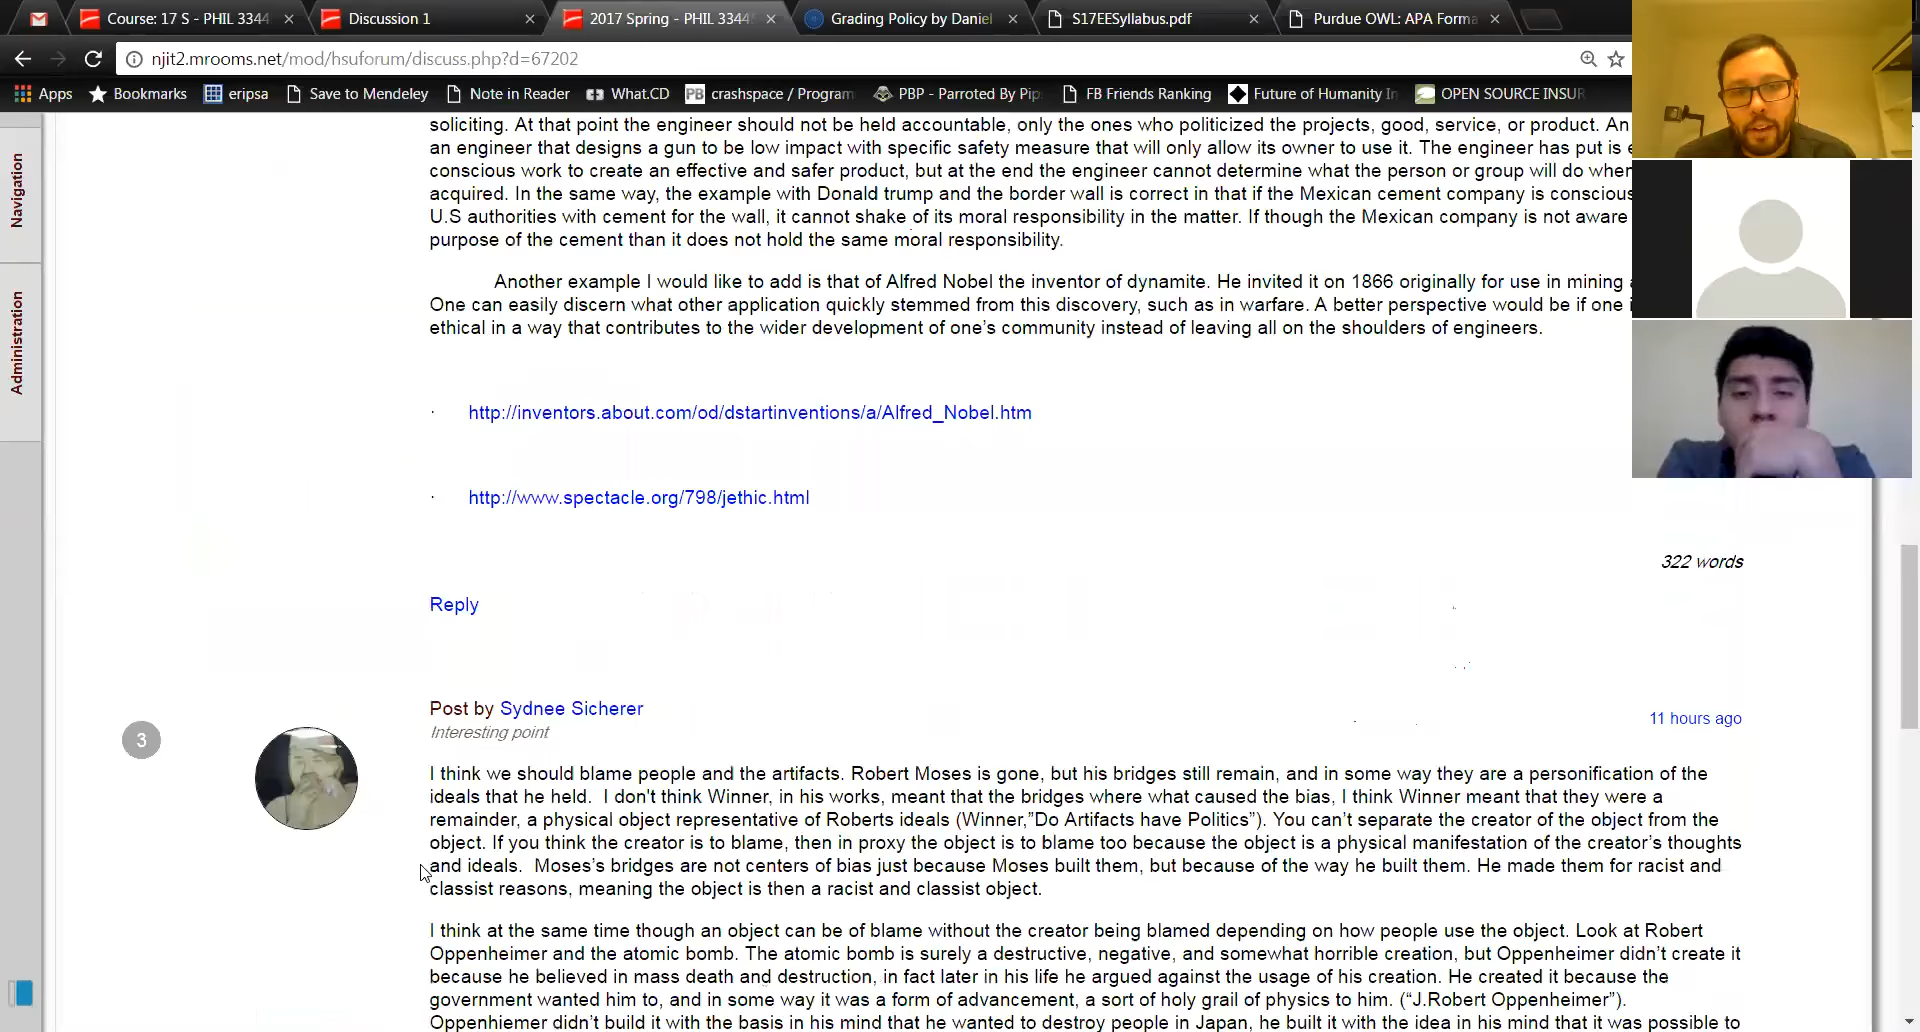 Course: 17 S - PHIL 3344
Discussion 1
2017 Spring - PHIL 3344
Grading Policy by Daniel
S17EESyllabus.pdf
Purdue OWL: APA Forma
njit2.mrooms.net/mod/hsuforum/discuss.php?d=67202
Apps
Bookmarks
eripsa
Save to Mendeley
Note in Reader
What.CD
PB crashspace / Program
PBP - Parroted By Pip
FB Friends Ranking
Future of Humanity In
OPEN SOURCE INSUR
Navigation
Administration
soliciting. At that point the engineer should not be held accountable, only the ones who politicized the projects, good, service, or product. An
an engineer that designs a gun to be low impact with specific safety measure that will only allow its owner to use it. The engineer has put is e
conscious work to create an effective and safer product, but at the end the engineer cannot determine what the person or group will do when
acquired. In the same way, the example with Donald trump and the border wall is correct in that if the Mexican cement company is conscious
U.S authorities with cement for the wall, it cannot shake of its moral responsibility in the matter. If though the Mexican company is not aware
purpose of the cement than it does not hold the same moral responsibility.
Another example I would like to add is that of Alfred Nobel the inventor of dynamite. He invited it on 1866 originally for use in mining
One can easily discern what other application quickly stemmed from this discovery, such as in warfare. A better perspective would be if one
ethical in a way that contributes to the wider development of one's community instead of leaving all on the shoulders of engineers.
· http://inventors.about.com/od/dstartinventions/a/Alfred_Nobel.htm
· http://www.spectacle.org/798/jethic.html
322 words
Reply
Post by Sydnee Sicherer
Interesting point
11 hours ago
3
I think we should blame people and the artifacts. Robert Moses is gone, but his bridges still remain, and in some way they are a personification of the
ideals that he held.  I don't think Winner, in his works, meant that the bridges where what caused the bias, I think Winner meant that they were a
remainder, a physical object representative of Roberts ideals (Winner,”Do Artifacts have Politics”). You can’t separate the creator of the object from the
object. If you think the creator is to blame, then in proxy the object is to blame too because the object is a physical manifestation of the creator’s thoughts
and ideals.  Moses’s bridges are not centers of bias just because Moses built them, but because of the way he built them. He made them for racist and
classist reasons, meaning the object is then a racist and classist object.
I think at the same time though an object can be of blame without the creator being blamed depending on how people use the object. Look at Robert
Oppenheimer and the atomic bomb. The atomic bomb is surely a destructive, negative, and somewhat horrible creation, but Oppenheimer didn’t create it
because he believed in mass death and destruction, in fact later in his life he argued against the usage of his creation. He created it because the
government wanted him to, and in some way it was a form of advancement, a sort of holy grail of physics to him. (“J.Robert Oppenheimer”).
Oppenhiemer didn’t build it with the basis in his mind that he wanted to destroy people in Japan, he built it with the idea in his mind that it was possible to